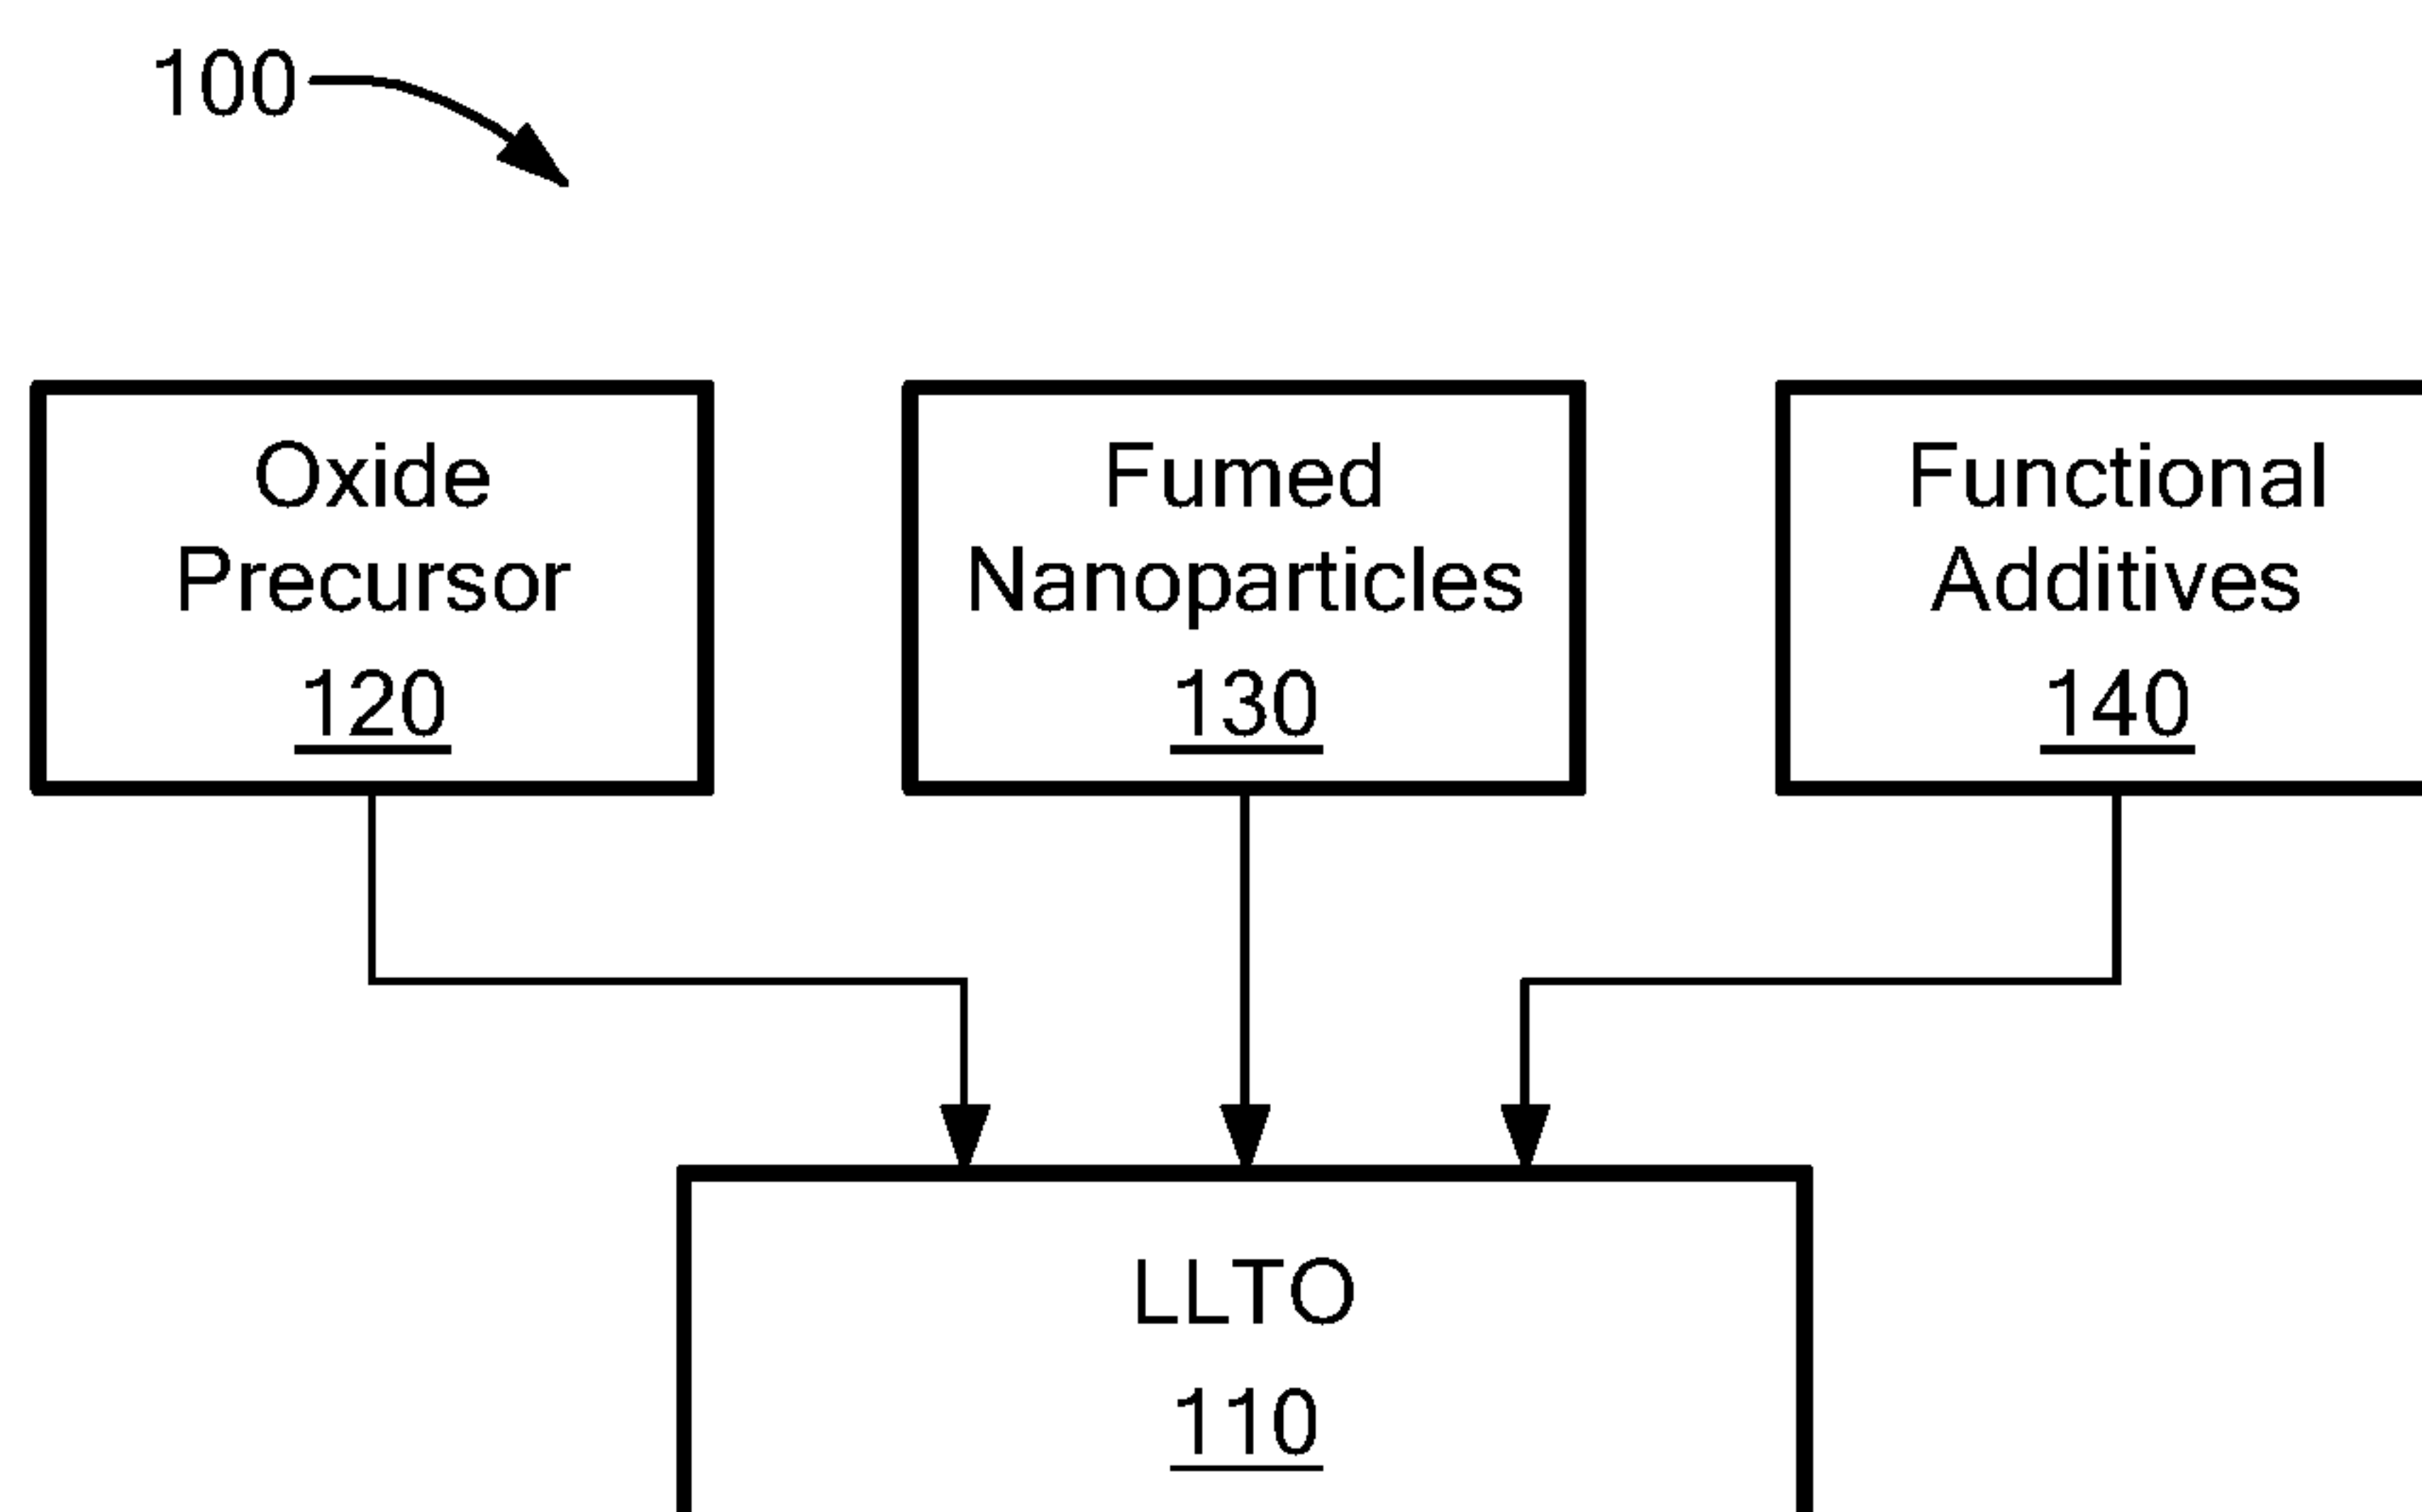 100
Oxide
Precursor
120
Fumed
Nanoparticles
130
Functional
Additives
140
LLTO
110